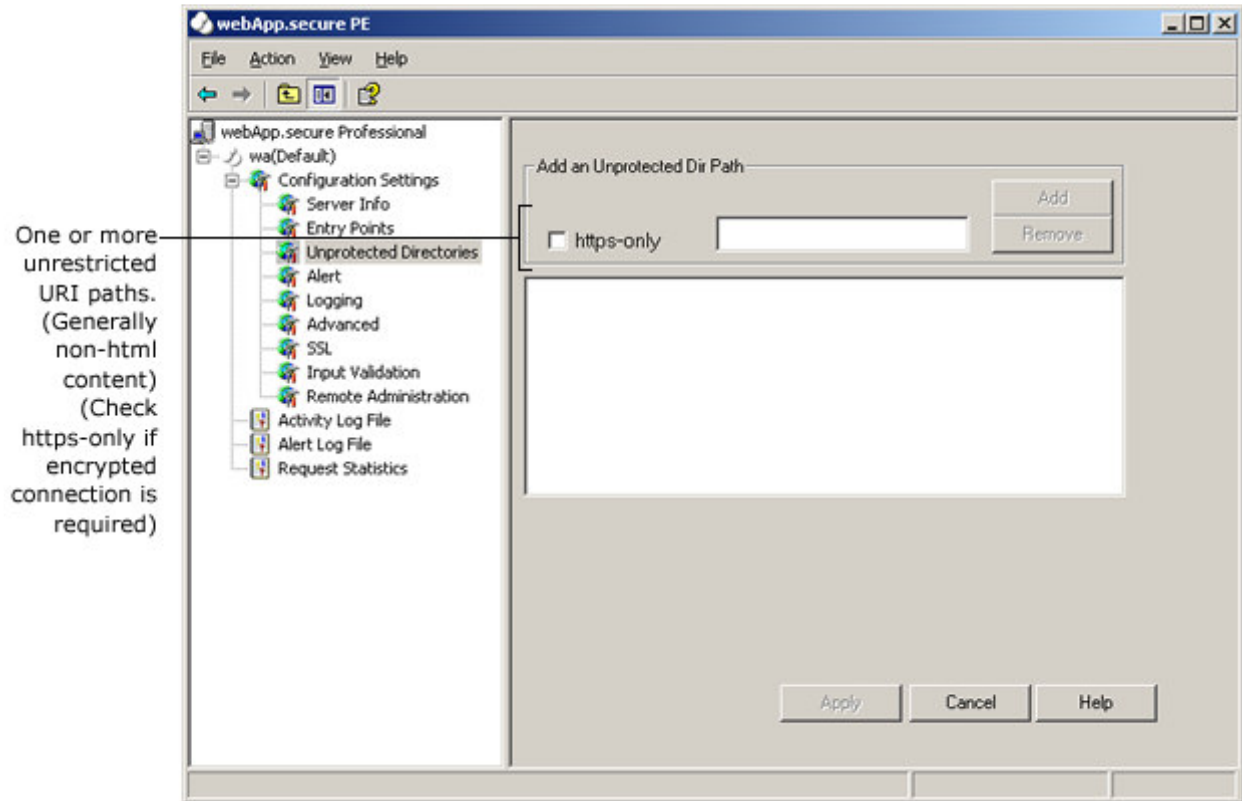 webApp.secure PE
File Action View Help
webApp.secure Professional
wa(Default)
Configuration Settings
Server Info
Entry Points
Unprotected Directories
Alert
Logging
Advanced
SSL
Input Validation
Remote Administration
Activity Log File
Alert Log File
Request Statistics
One or more
unrestricted
URI paths.
(Generally
non-html
content)
(Check
https-only if
encrypted
connection is
required)
Add an Unprotected Dir Path
https-only
Add
Remove
Apply Cancel Help